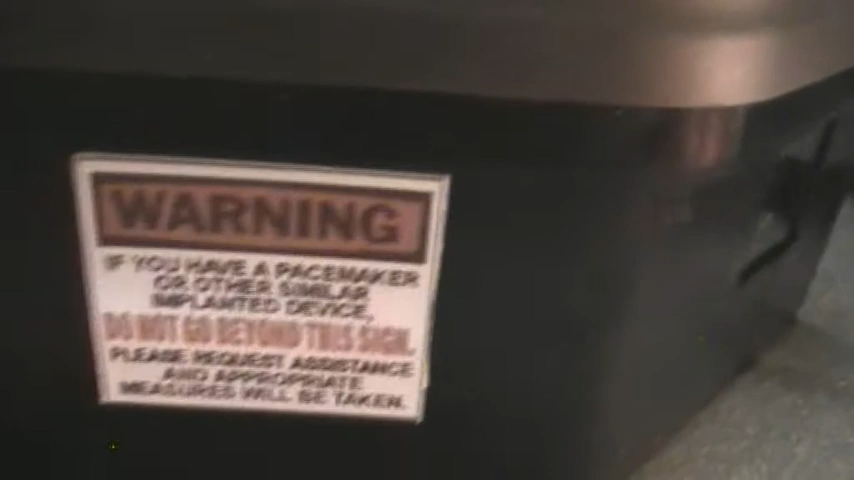 WARNING
IF YOU HAVE A PACEMAKER
OR OTHER SIMILAR
IMPLANTED DEVICE,
DO NOT GO BEYOND THIS SIGN.
PLEASE REQUEST ASSISTANCE
AND APPROPRIATE
MEASURES WILL BE TAKEN.